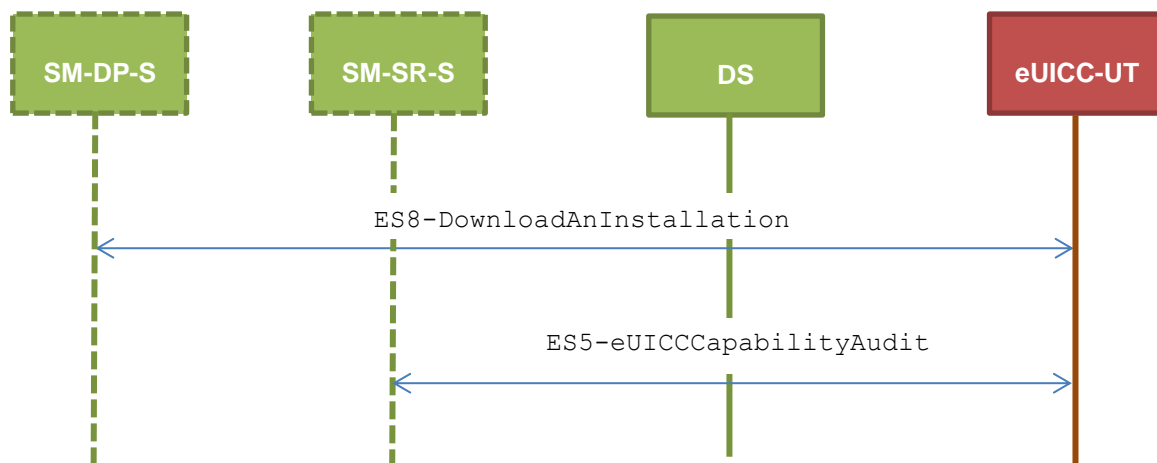 SM-DP-S
SM-SR-S
DS
eUICC-UT
ES8-DownloadAnInstallation
ES5-eUICCCapabilityAudit